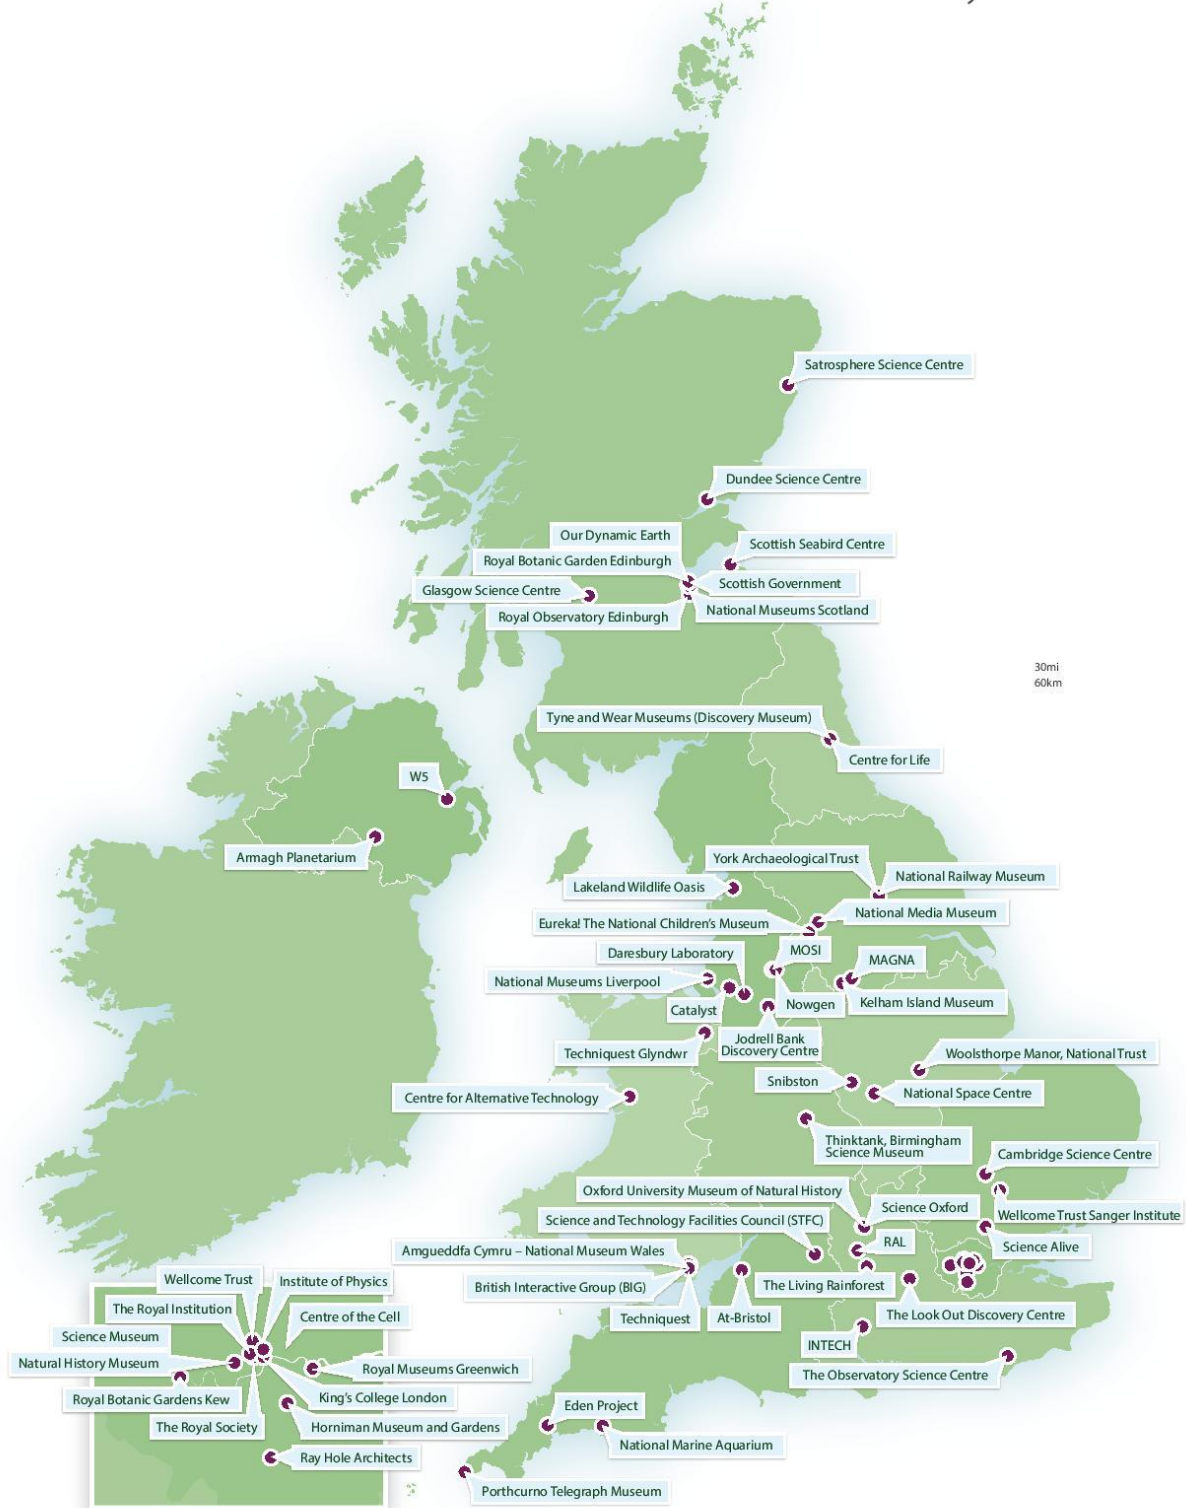 Satrosphere Science Centre
Dundee Science Centre
Our Dynamic Earth
Scottish Seabird Centre
Royal Botanic Garden Edinburgh
Scottish Government
Glasgow Science Centre
National Museums Scotland
Royal Observatory Edinburgh
30mi
60km
Tyne and Wear Museums (Discovery Museum)
Centre for Life
W5
Armagh Planetarium
York Archaeological Trust
National Railway Museum
Lakeland Wildlife Oasis
National Media Museum
Eureka! The National Children's Museum
MOSI
Daresbury Laboratory
MAGNA
National Museums Liverpool
Kelham Island Museum
Nowgen
Catalyst
Jodrell Bank
Discovery Centre
Techniquest Glyndwr
Woolsthorpe Manor, National Trust
Snibston
National Space Centre
Centre for Alternative Technology
Thinktank, Birmingham
Science Museum
Cambridge Science Centre
Oxford University Museum of Natural History
Science Oxford
Wellcome Trust Sanger Institute
Science and Technology Facilities Council (STFC)
RAL
Science Alive
Amgueddfa Cymru – National Museum Wales
British Interactive Group (BIG)
The Living Rainforest
Techniquest
At-Bristol
The Look Out Discovery Centre
INTECH
The Observatory Science Centre
Wellcome Trust
Institute of Physics
The Royal Institution
Centre of the Cell
Science Museum
Natural History Museum
Royal Museums Greenwich
Royal Botanic Gardens Kew
King's College London
The Royal Society
Horniman Museum and Gardens
Ray Hole Architects
Eden Project
National Marine Aquarium
Porthcurno Telegraph Museum